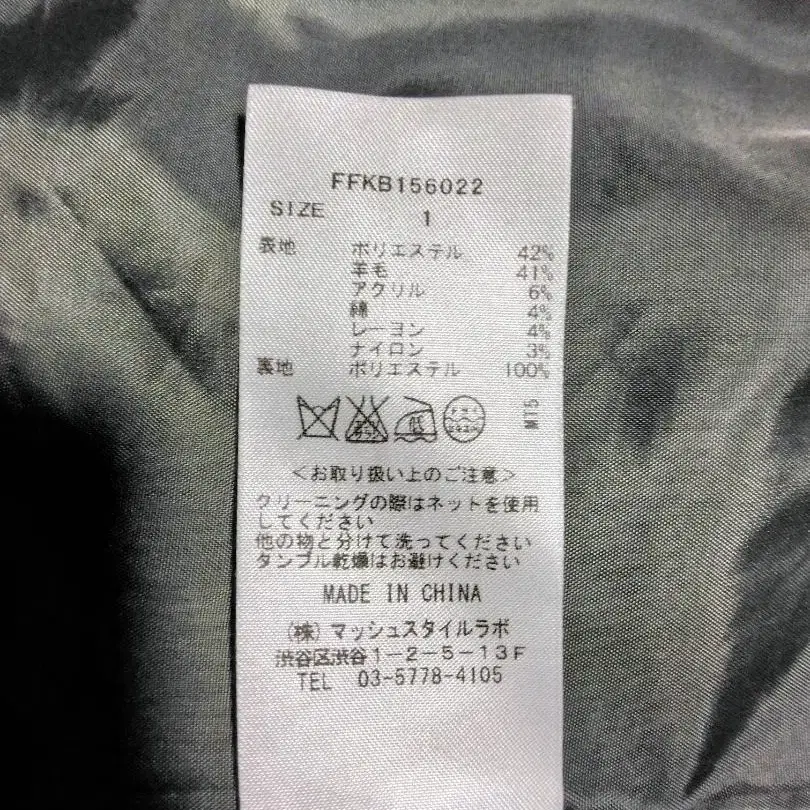 FFKB156022
SIZE 1
表地 ポリエステル 42%
羊毛 41%
アクリル 6%
綿 4%
レーヨン 4%
ナイロン 3%
裏地 ポリエステル 100%
低
MT5
<お取り扱い上のご注意>
クリーニングの際はネットを使用
してください
他の物と分けて洗ってください
タンブル乾燥はお避けください
MADE IN CHINA
(株)マッシュスタイルラボ
渋谷区渋谷1-2-5-13F
TEL 03-5778-4105